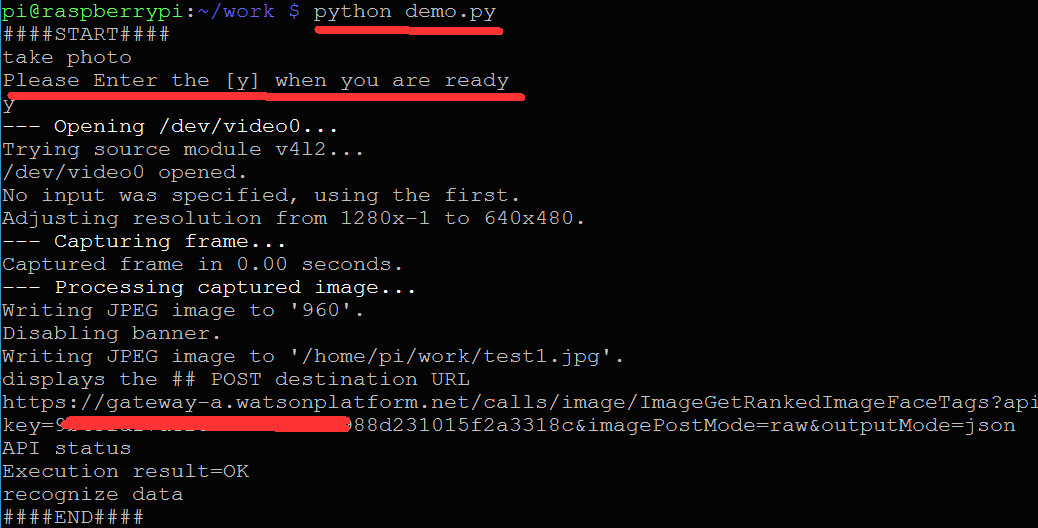 pi@raspberrypi:~/work $ python demo.py
####START####
take photo
Please Enter the [y] when you are ready
y
--- Opening /dev/video0...
Trying source module v4l2...
/dev/video0 opened.
No input was specified, using the first.
Adjusting resolution from 1280x-1 to 640x480.
--- Capturing frame...
Captured frame in 0.00 seconds.
--- Processing captured image...
Writing JPEG image to '960'.
Disabling banner.
Writing JPEG image to '/home/pi/work/test1.jpg'.
displays the ## POST destination URL
https://gateway-a.watsonplatform.net/calls/image/ImageGetRankedImageFaceTags?api
key= 988d231015f2a3318c&imagePostMode=raw&outputMode=json
API status
Execution result=OK
recognize data
####END####